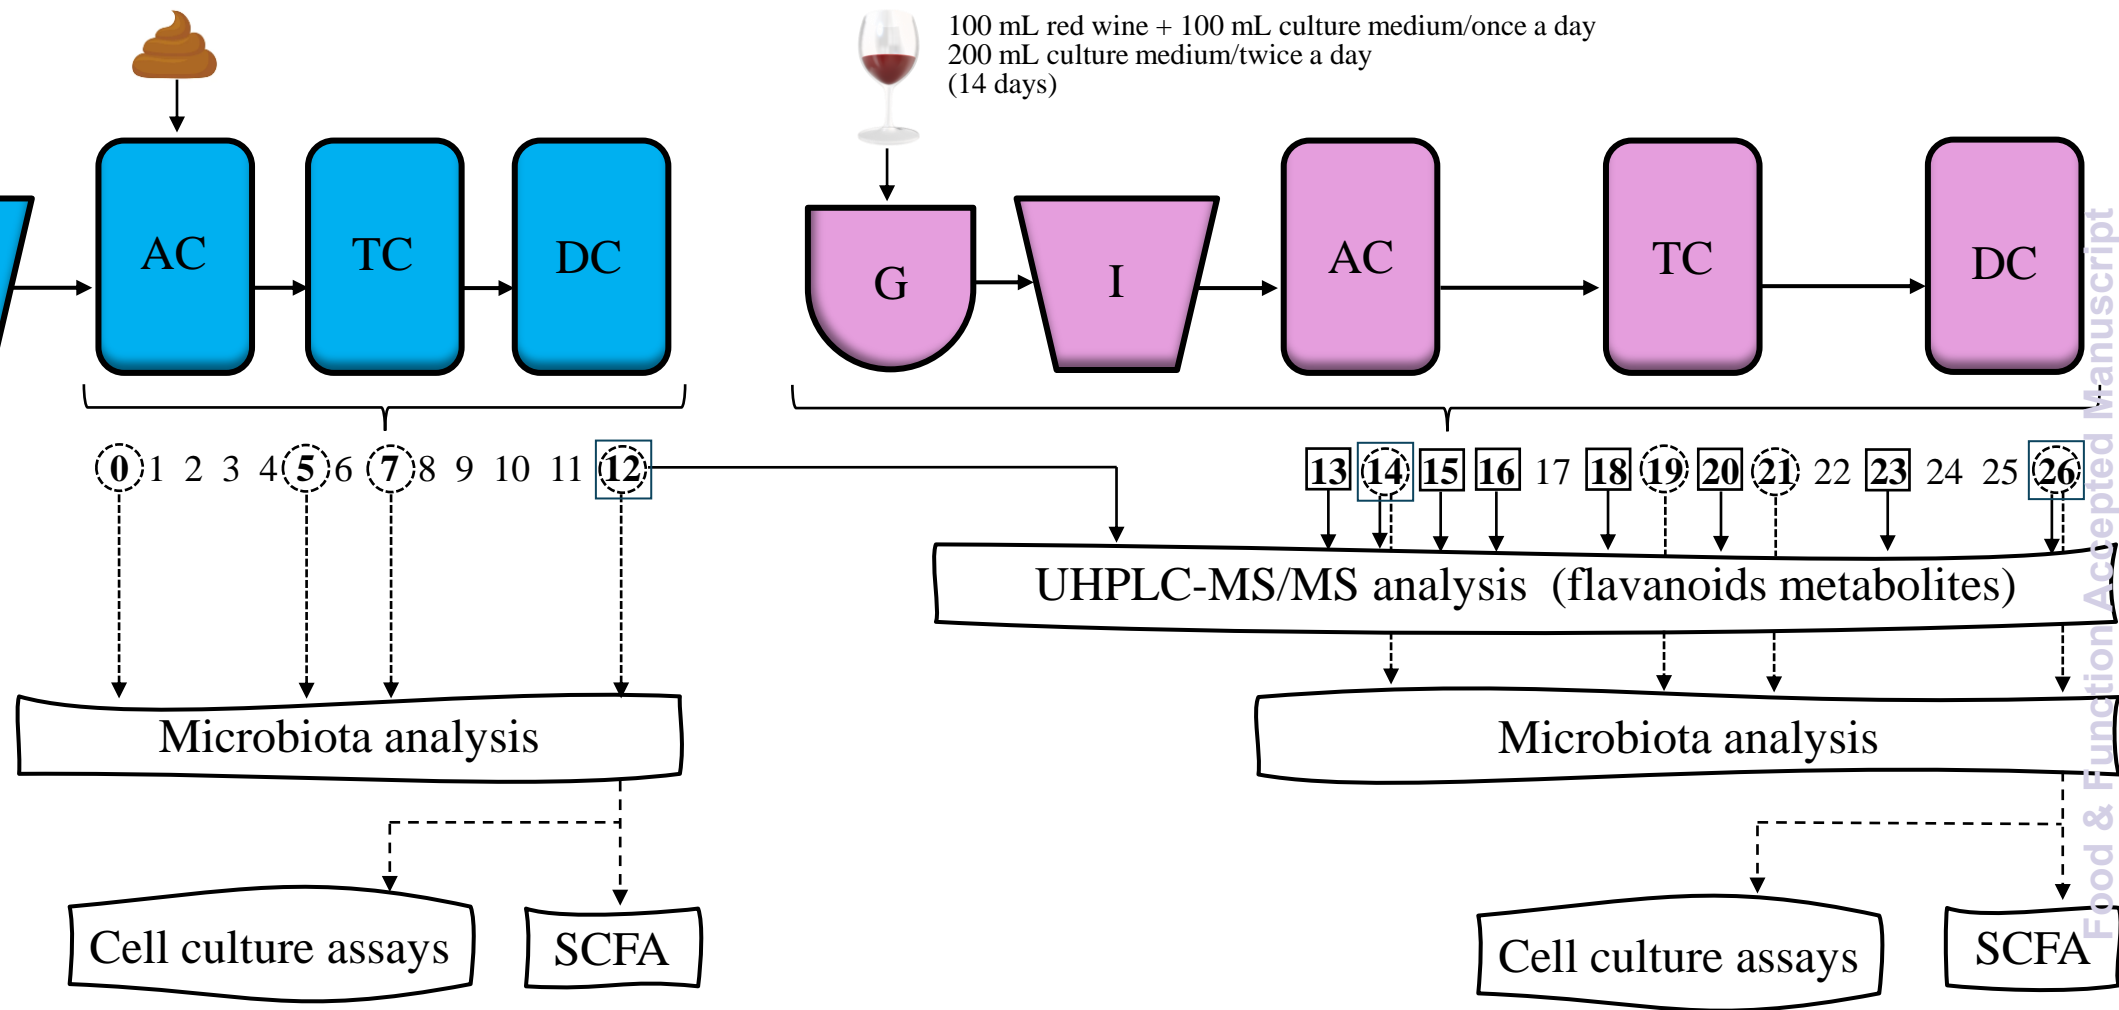 100 mL red wine + 100 mL culture medium/once a day
200 mL culture medium/twice a day
(14 days)
AC
TC
DC
G
I
AC
TC
DC
0 1 2 3 4 5 6 7 8 9 10 11 12
13 14 15 16 17 18 19 20 21 22 23 24 25 26
UHPLC-MS/MS analysis (flavanoids metabolites)
Microbiota analysis
Microbiota analysis
Cell culture assays
SCFA
Cell culture assays
SCFA
Food & Function Accepted Manuscript